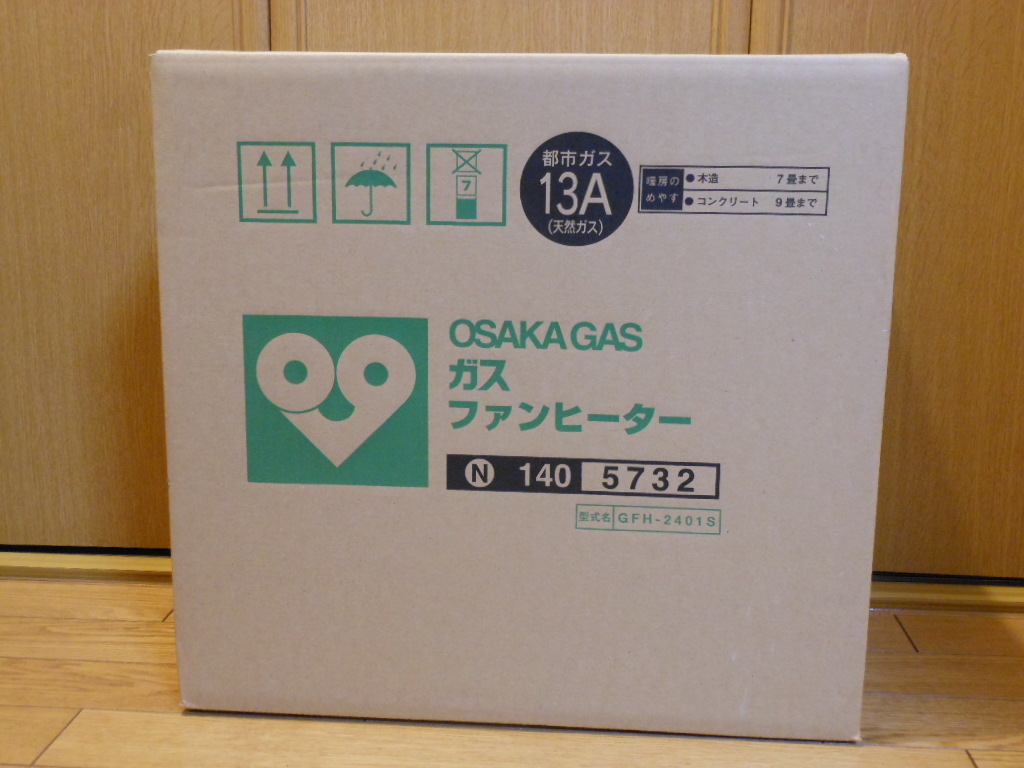 7
都市ガス
13A
(天然ガス)
暖房の
めやす
●木造 7畳まで
●コンクリート 9畳まで
OSAKA GAS
ガス
ファンヒーター
N 140 5732
型式名 GFH-2401S